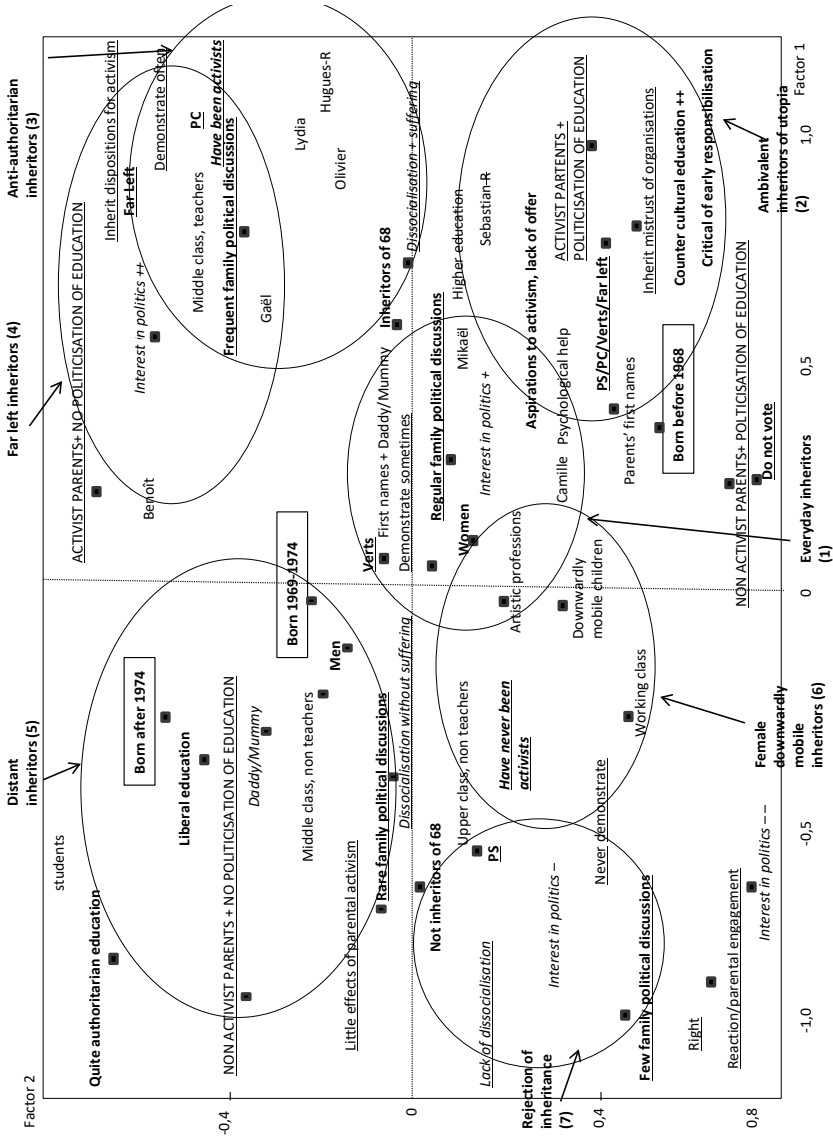 Factor 2
-0,4
0
0,4
0,8
Factor 1
-1,0
-0,5
0
0,5
1,0
Distant
inheritors (5)
Far left inheritors (4)
Anti-authoritarian
inheritors (3)
students
Quite authoritarian education
Born after 1974
Liberal education
NON ACTIVIST PARENTS + NO POLITICISATION OF EDUCATION
Daddy/Mummy
Middle class, non teachers
Little effects of parental activism
Rare family political discussions
Dissocialisation without suffering
Born 1969-1974
Men
ACTIVIST PARENTS+ NO POLITICISATION OF EDUCATION
Benoît
Inherit dispositions for activism
Far Left
Interest in politics ++
Demonstrate often
Middle class, teachers
PC
Have been activists
Frequent family political discussions
Gaël
Lydia
Hugues-R
Olivier
Verts
First names + Daddy/Mummy
Inheritors of 68
Demonstrate sometimes
Dissocialisation + suffering
Not inheritors of 68
Regular family political discussions
Women
Mikaël
Higher education
Interest in politics +
Sebastian-R
Upper class, non teachers
PS
Have never been
activists
Artistic professions
Aspirations to activism, lack of offer
Lack of dissocialisation
Interest in politics –
Never demonstrate
Downwardly
mobile children
Camille
Psychological help
ACTIVIST PARTENTS +
POLITICISATION OF EDUCATION
PS/PC/Verts/Far left
Parents' first names
Inherit mistrust of organisations
Few family political discussions
Working class
Born before 1968
Counter cultural education ++
Critical of early responsibilisation
Right
Reaction/parental engagement
Interest in politics – –
NON ACTIVIST PARENTS+ POLTICISATION OF EDUCATION
Do not vote
Rejection of
inheritance
(7)
Female
downwardly
mobile
inheritors (6)
Everyday inheritors
(1)
Ambivalent
inheritors of utopia
(2)